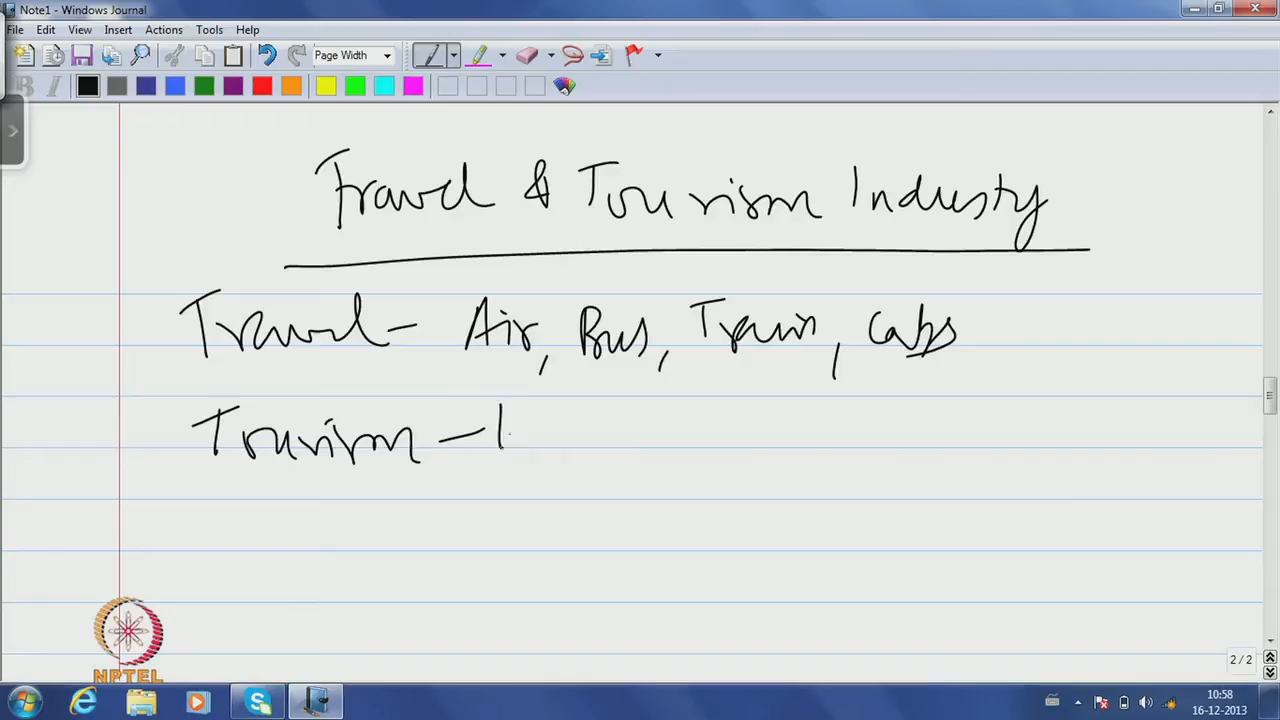 Note1 - Windows Journal
File Edit View Insert Actions Tools Help
Page Width
B I
Travel & Tourism Industry
Travel - Air, Bus, Train, Cabs
Tourism -
NPTEL
2 / 2
10:58
16-12-2013